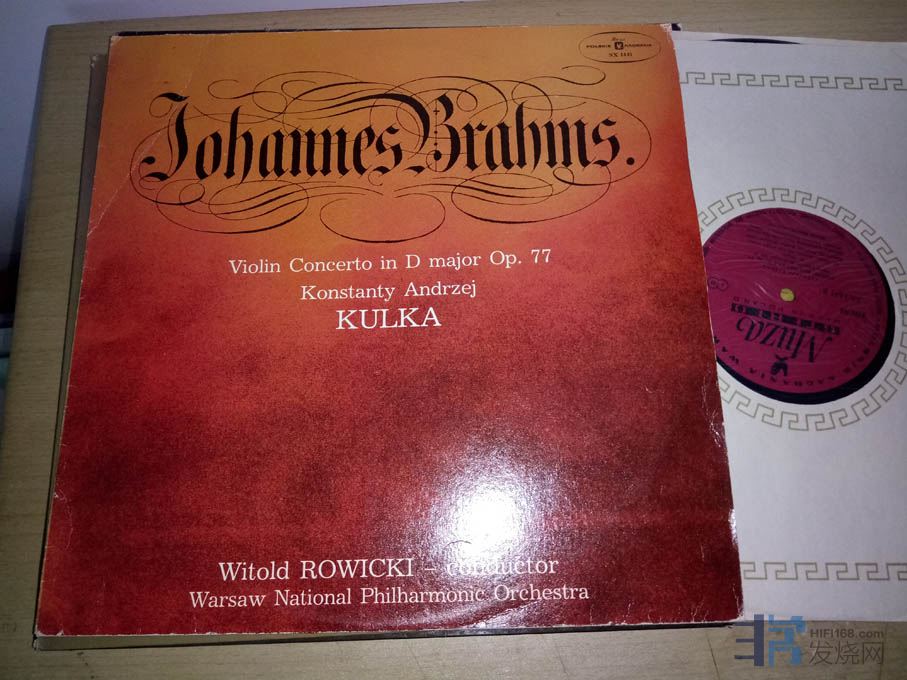 POLSKIE NAGRANIA
Johannes Brahms.
Violin Concerto in D major Op. 77
Konstanty Andrzej
KULKA
Witold ROWICKI – conductor
Warsaw National Philharmonic Orchestra
Muza
HIFI168.com
发烧网